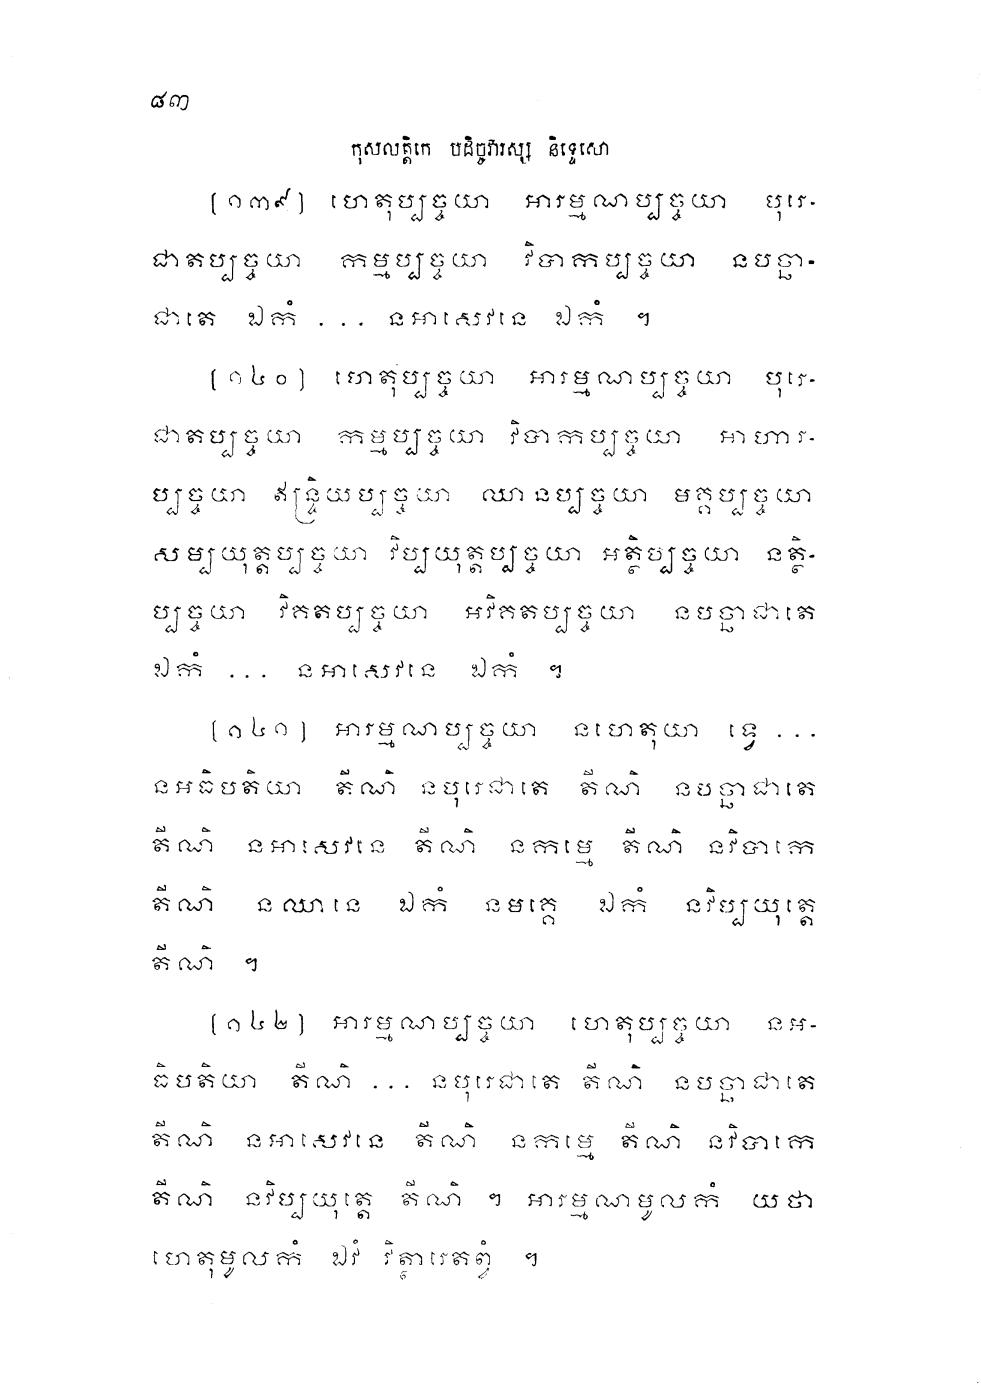 ៨៣
កុសលត្តិកេ បដិច្ចវារស្ស និទ្ទេសោ
[១៣៩] ហេតុប្បច្ចយា អារម្មណប្បច្ចយា បុរេ-
ជាតប្បច្ចយា កម្មប្បច្ចយា វិបាកប្បច្ចយា នបច្ឆា-
ជាតេ ឯកំ ... នអាសេវនេ ឯកំ ។
[១៤០] ហេតុប្បច្ចយា អារម្មណប្បច្ចយា បុរេ-
ជាតប្បច្ចយា កម្មប្បច្ចយា វិបាកប្បច្ចយា អាហារ-
ប្បច្ចយា ឥន្ទ្រិយប្បច្ចយា ឈានប្បច្ចយា មគ្គប្បច្ចយា
សម្បយុត្តប្បច្ចយា វិប្បយុត្តប្បច្ចយា អត្ថិប្បច្ចយា នត្ថិ-
ប្បច្ចយា វិគតប្បច្ចយា អវិគតប្បច្ចយា នបច្ឆាជាតេ
ឯកំ ... នអាសេវនេ ឯកំ ។
[១៤១] អារម្មណប្បច្ចយា នហេតុយា ទ្វេ ...
នអធិបតិយា តីណិ នបុរេជាតេ តីណិ នបច្ឆាជាតេ
តីណិ នអាសេវនេ តីណិ នកម្មេ តីណិ នវិបាកេ
តីណិ នឈានេ ឯកំ នមគ្គេ ឯកំ នវិប្បយុត្តេ
តីណិ ។
[១៤២] អារម្មណប្បច្ចយា ហេតុប្បច្ចយា នអ-
ធិបតិយា តីណិ ... នបុរេជាតេ តីណិ នបច្ឆាជាតេ
តីណិ នអាសេវនេ តីណិ នកម្មេ តីណិ នវិបាកេ
តីណិ នវិប្បយុត្តេ តីណិ ។ អារម្មណមូលកំ យថា
ហេតុមូលកំ ឯវំ វិត្ថារេតព្វំ ។